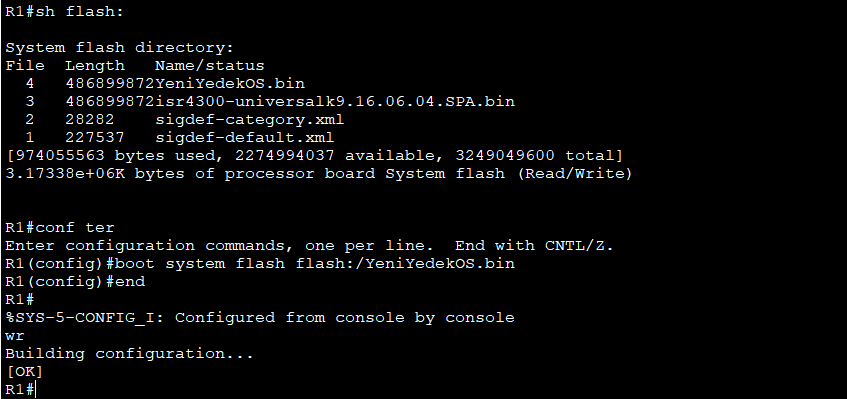 R1#sh flash:
System flash directory:
File  Length   Name/status
  4   486899872YeniYedekOS.bin
  3   486899872isr4300-universalk9.16.06.04.SPA.bin
  2   28282    sigdef-category.xml
  1   227537   sigdef-default.xml
[974055563 bytes used, 2274994037 available, 3249049600 total]
3.17338e+06K bytes of processor board System flash (Read/Write)
R1#conf ter
Enter configuration commands, one per line.  End with CNTL/Z.
R1(config)#boot system flash flash:/YeniYedekOS.bin
R1(config)#end
R1#
%SYS-5-CONFIG_I: Configured from console by console
wr
Building configuration...
[OK]
R1#